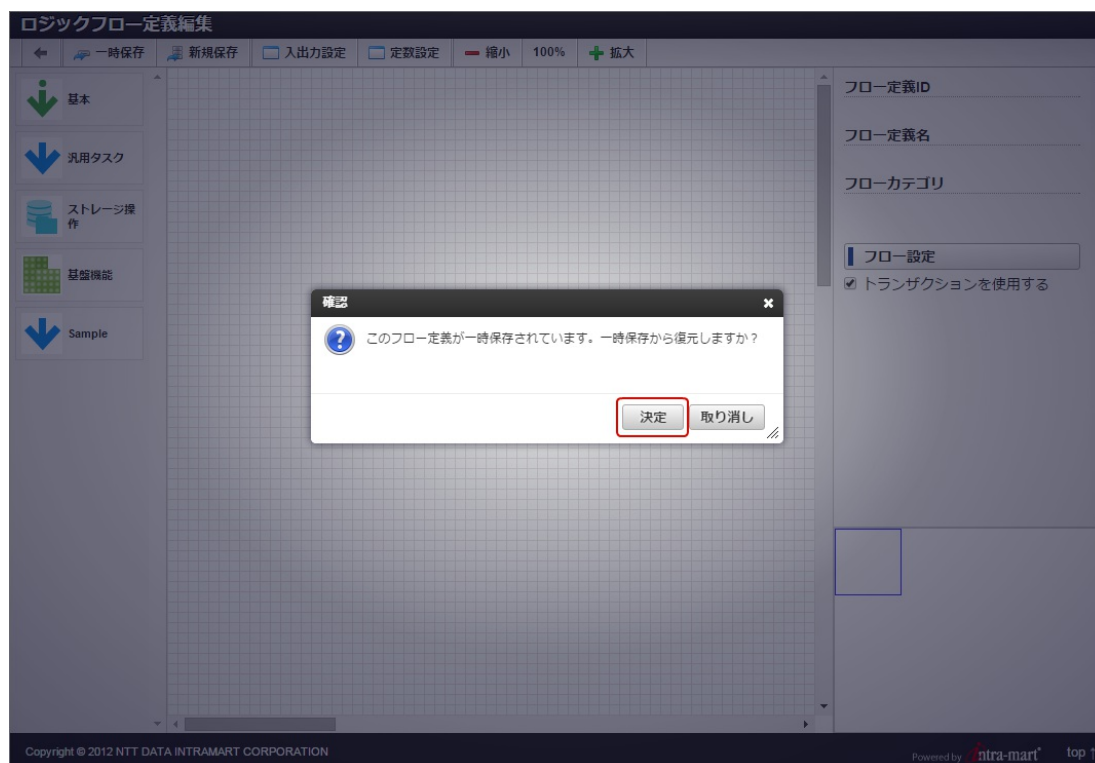 ロジックフロー定義編集
一時保存 新規保存 入出力設定 定数設定 縮小 100% 拡大
基本
汎用タスク
ストレージ操
作
基盤機能
Sample
フロー定義ID
フロー定義名
フローカテゴリ
フロー設定
トランザクションを使用する
確認
このフロー定義が一時保存されています。一時保存から復元しますか？
決定 取り消し
Copyright © 2012 NTT DATA INTRAMART CORPORATION
Powered by intra-mart® top ↑